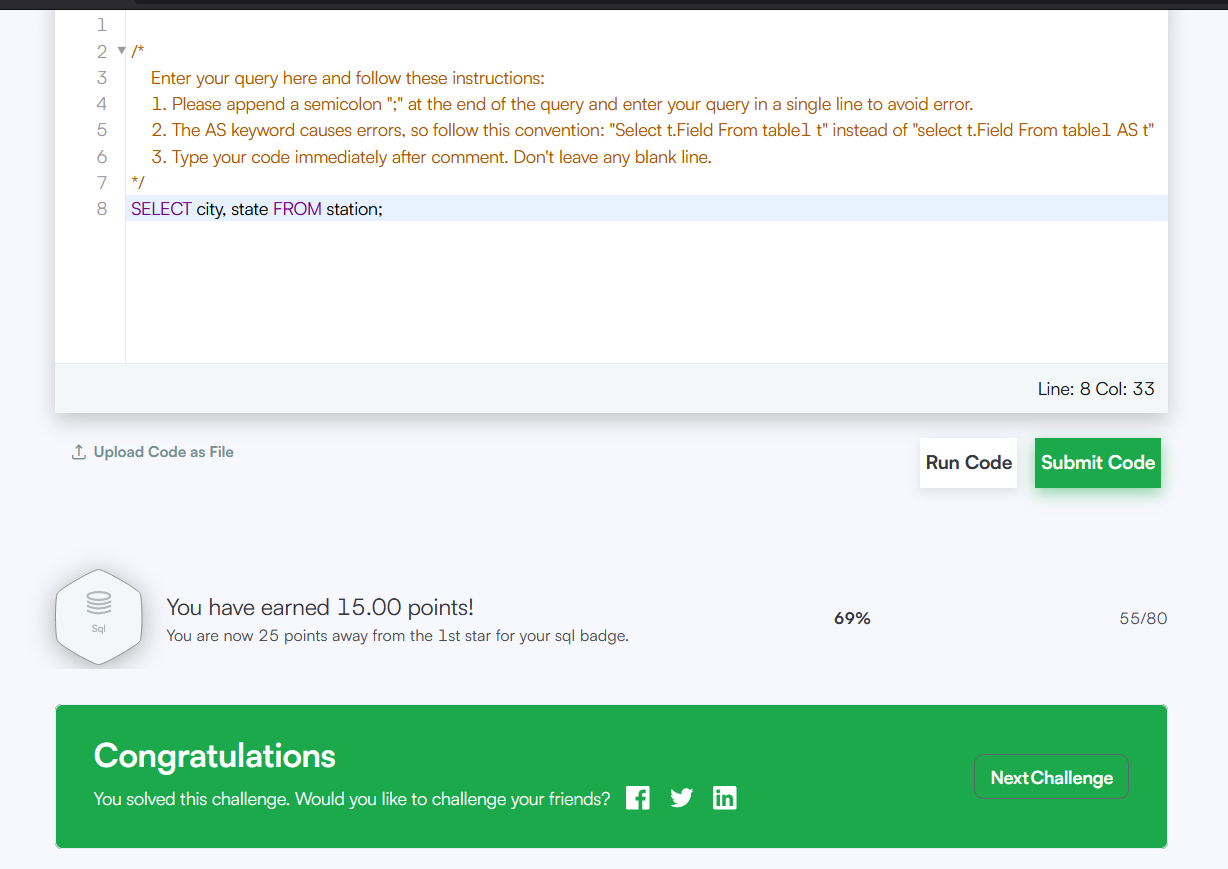 1
2 /*
3 Enter your query here and follow these instructions:
4 1. Please append a semicolon ";" at the end of the query and enter your query in a single line to avoid error.
5 2. The AS keyword causes errors, so follow this convention: "Select t.Field From table1 t" instead of "select t.Field From table1 AS t"
6 3. Type your code immediately after comment. Don't leave any blank line.
7 */
8 SELECT city, state FROM station;
Line: 8 Col: 33
Upload Code as File
Run Code
Submit Code
Sql
You have earned 15.00 points!
You are now 25 points away from the 1st star for your sql badge.
69%
55/80
Congratulations
You solved this challenge. Would you like to challenge your friends?
Next Challenge